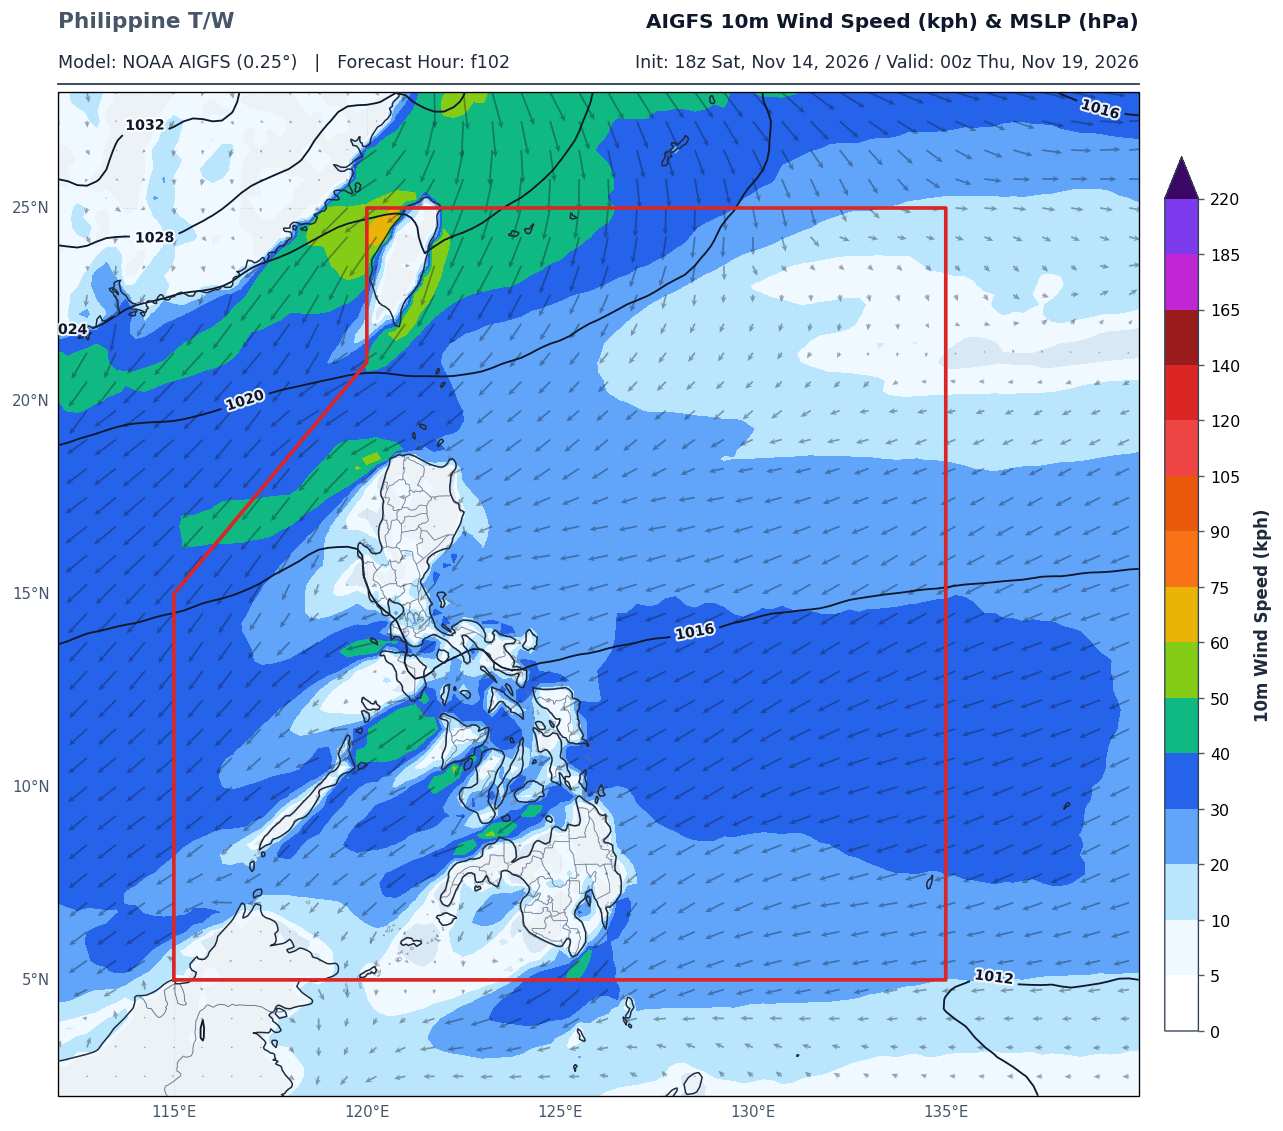 Philippine T/W
AIGFS 10m Wind Speed (kph) & MSLP (hPa)
Model: NOAA AIGFS (0.25°)   |   Forecast Hour: f102
Init: 18z Sat, Nov 14, 2026 / Valid: 00z Thu, Nov 19, 2026
1032
1016
1028
024
1020
1016
1012
25°N
20°N
15°N
10°N
5°N
115°E
120°E
125°E
130°E
135°E
220
185
165
140
120
105
90
75
60
50
40
30
20
10
5
0
10m Wind Speed (kph)